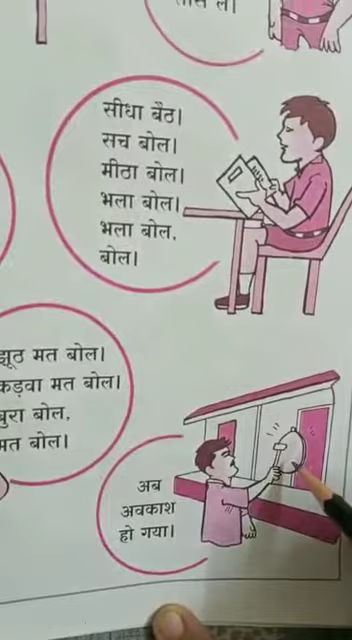 सीधा बैठ।
सच बोल।
मीठा बोल।
भला बोल।
भला बोल,
बोल।
झूठ मत बोल।
कड़वा मत बोल।
बुरा बोल,
मत बोल।
अब
अवकाश
हो गया।